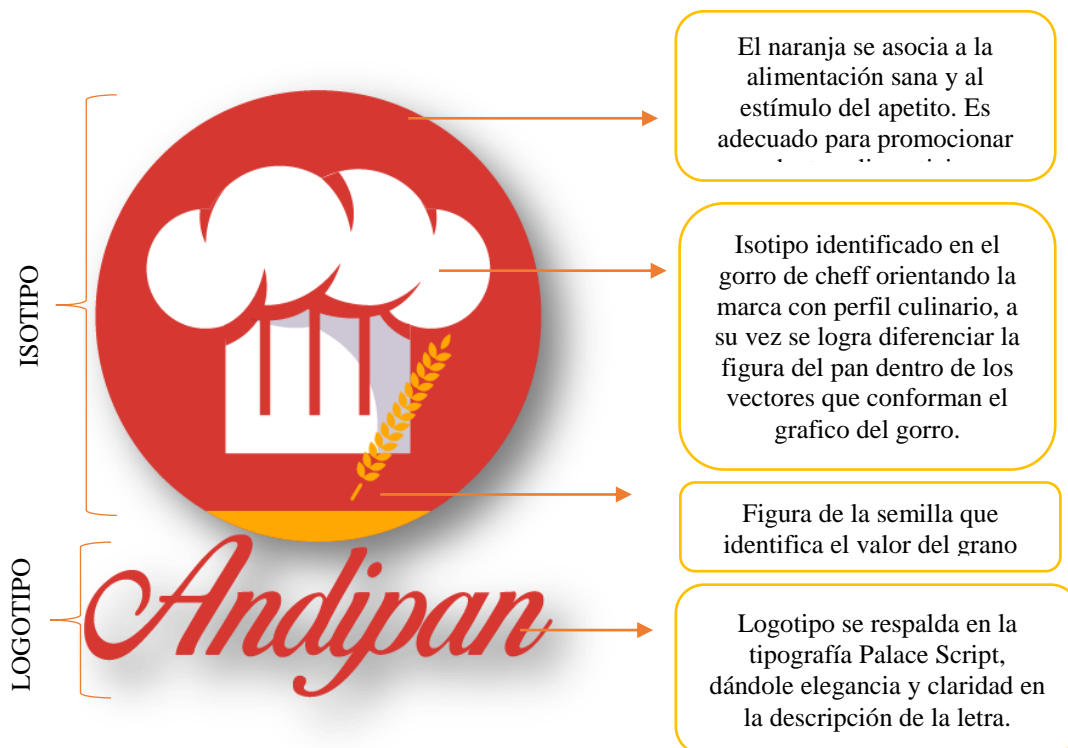 El naranja se asocia a la
alimentación sana y al
estímulo del apetito. Es
adecuado para promocionar
ISOTIPO
Isotipo identificado en el
gorro de cheff orientando la
marca con perfil culinario, a
su vez se logra diferenciar la
figura del pan dentro de los
vectores que conforman el
grafico del gorro.
Figura de la semilla que
identifica el valor del grano
LOGOTIPO
Andipan
Logotipo se respalda en la
tipografía Palace Script,
dándole elegancia y claridad en
la descripción de la letra.